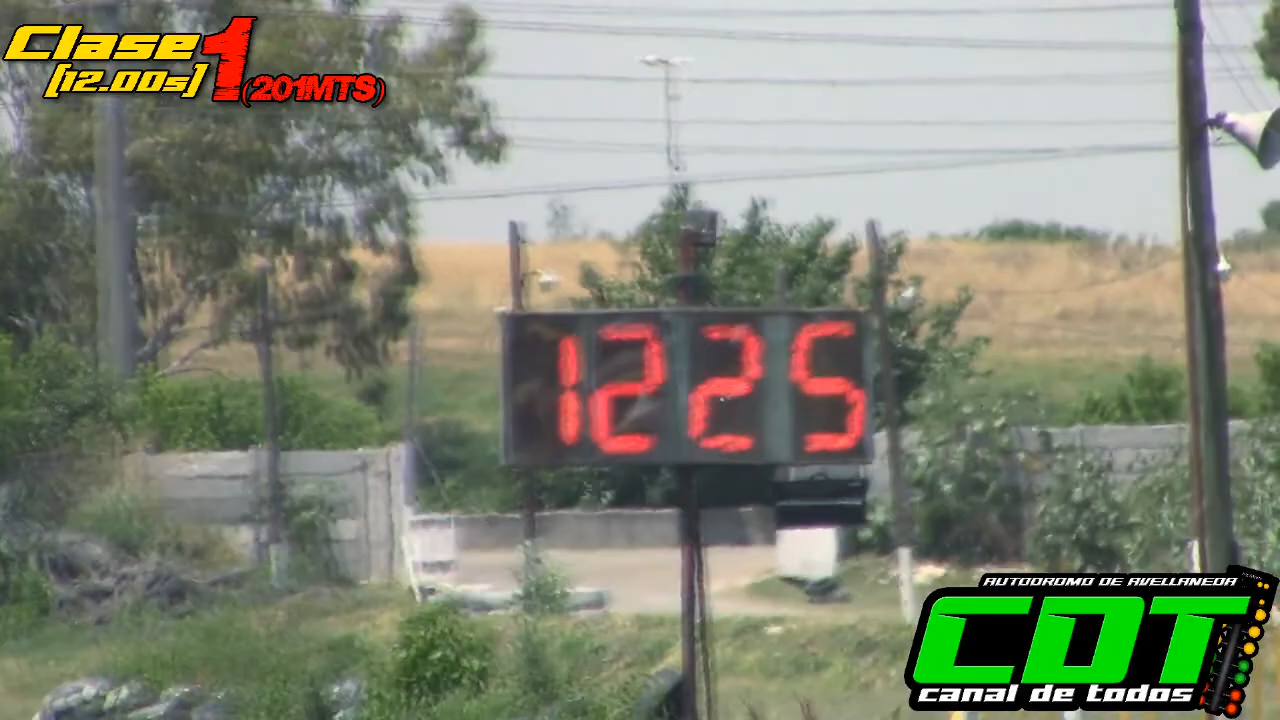 Clase 1
[12.00s] (201MTS)
1225
AUTODROMO DE AVELLANEDA
CDT
canal de todos